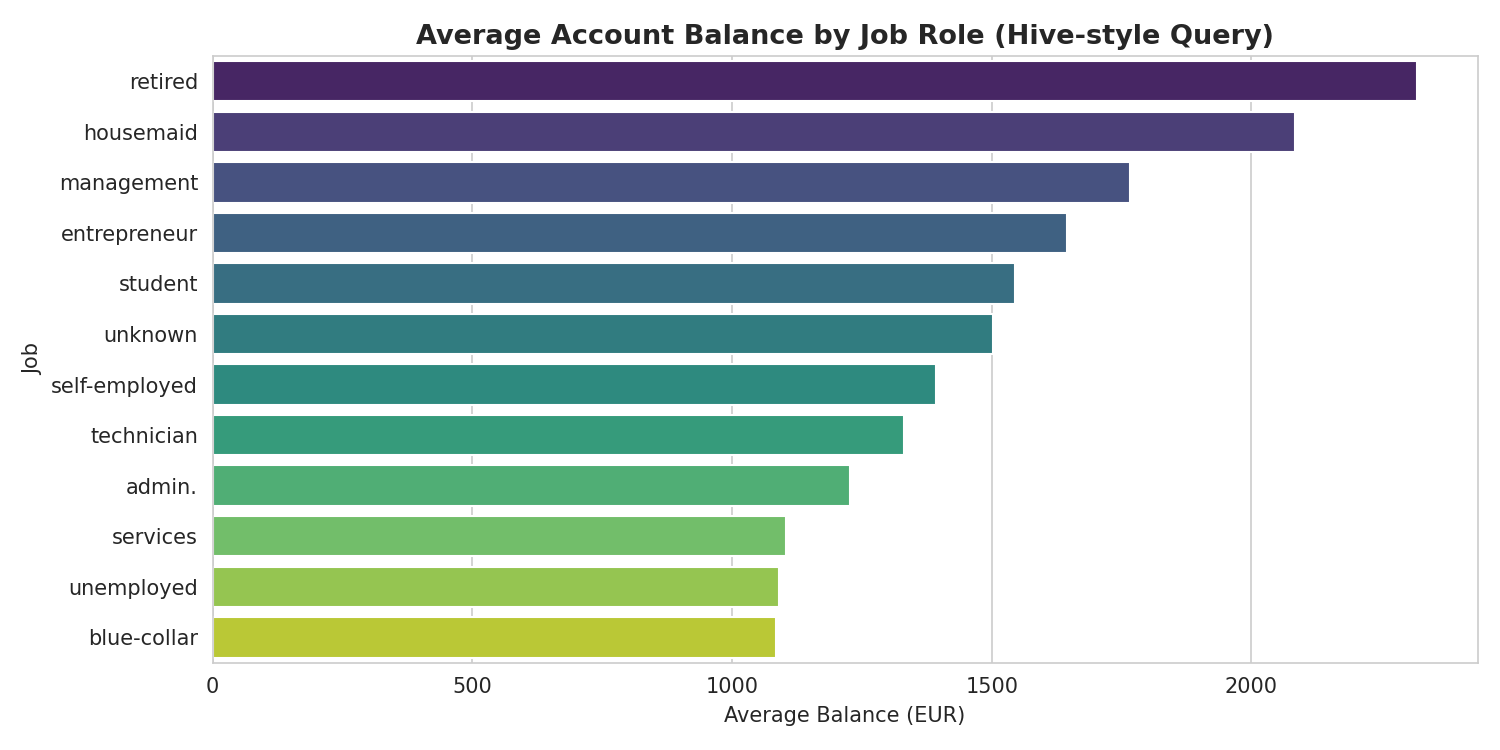 Average Account Balance by Job Role (Hive-style Query)
retired
housemaid
management
entrepreneur
student
unknown
self-employed
technician
admin.
services
unemployed
blue-collar
Job
0 500 1000 1500 2000
Average Balance (EUR)